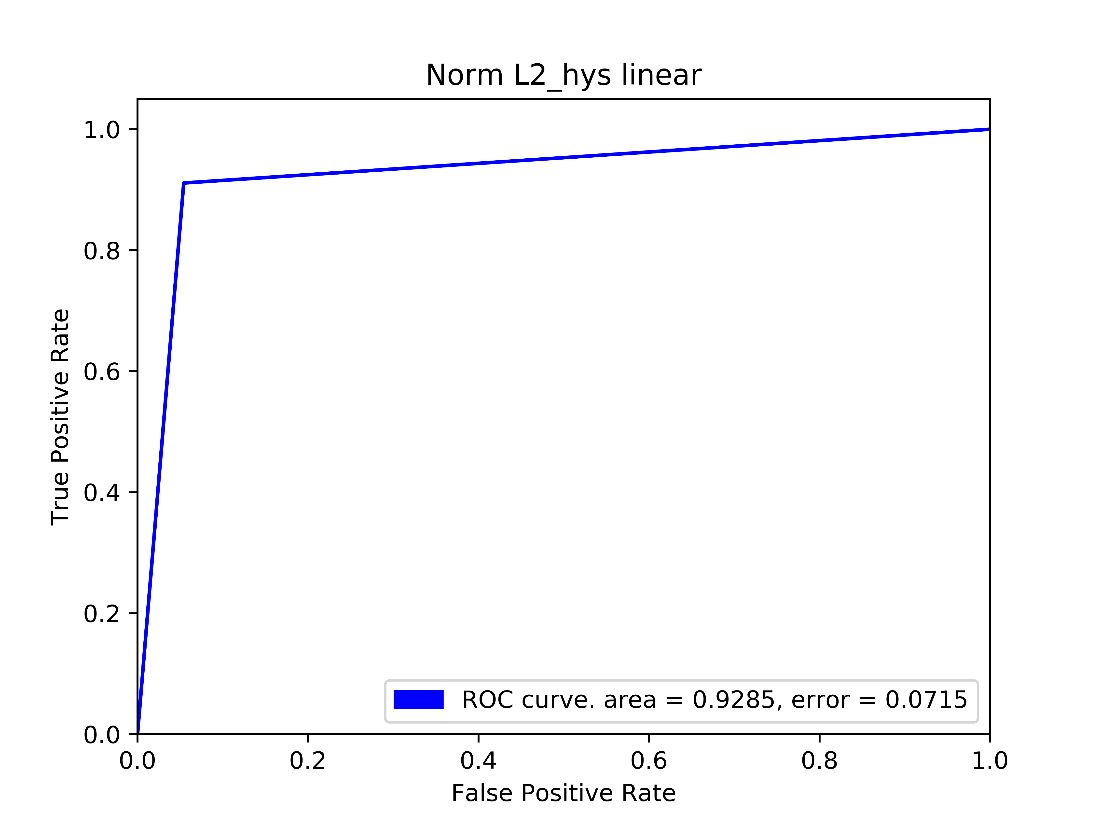 Norm L2_hys linear
True Positive Rate
1.0
0.8
0.6
0.4
0.2
0.0
ROC curve. area = 0.9285, error = 0.0715
0.0 0.2 0.4 0.6 0.8 1.0
False Positive Rate